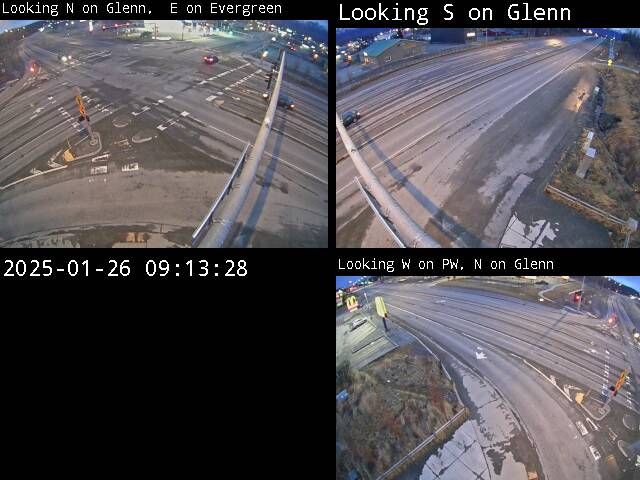 Looking N on Glenn,  E on Evergreen
Looking S on Glenn
2025-01-26 09:13:28
Looking W on PW, N on Glenn